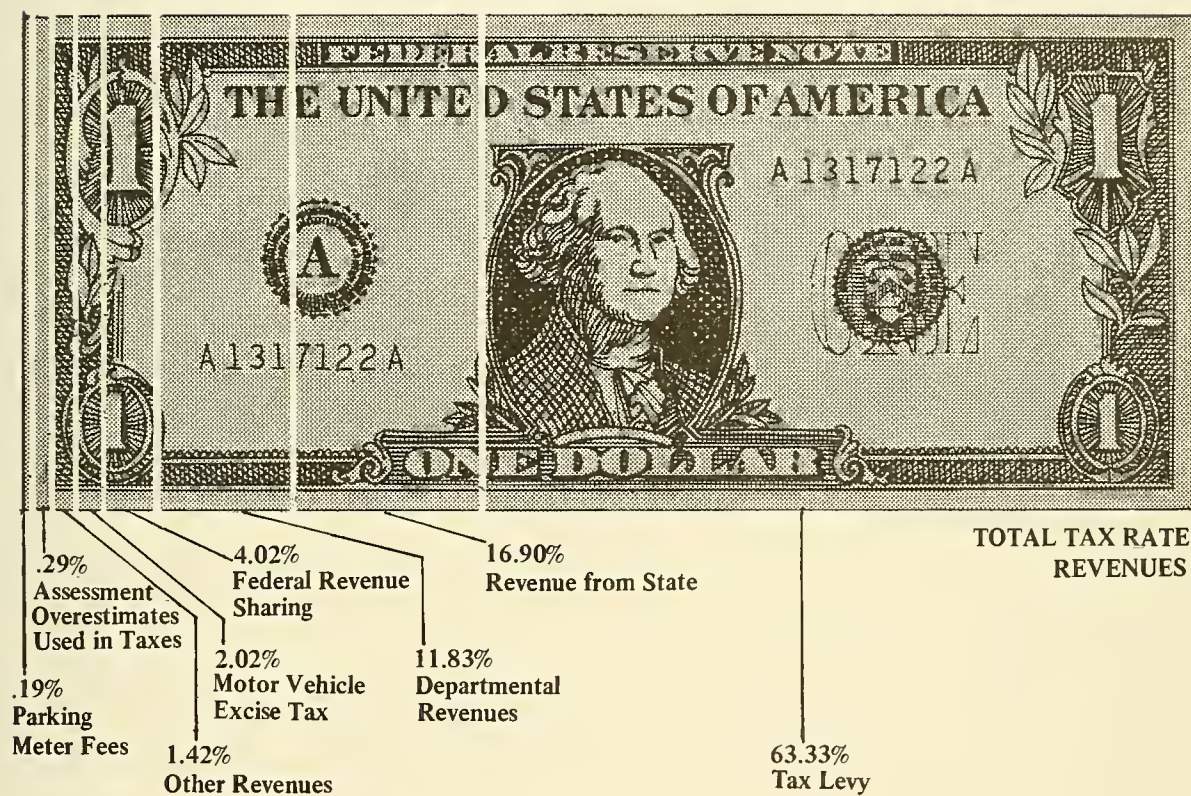 FEDERAL RESERVE NOTE
THE UNITED STATES OF AMERICA
1
1
A 1317122 A
A
ONE
A 1317122 A
1
1
ONE DOLLAR
TOTAL TAX RATE
REVENUES
.29%
Assessment
Overestimates
Used in Taxes
4.02%
Federal Revenue
Sharing
16.90%
Revenue from State
.19%
Parking
Meter Fees
2.02%
Motor Vehicle
Excise Tax
11.83%
Departmental
Revenues
1.42%
Other Revenues
63.33%
Tax Levy